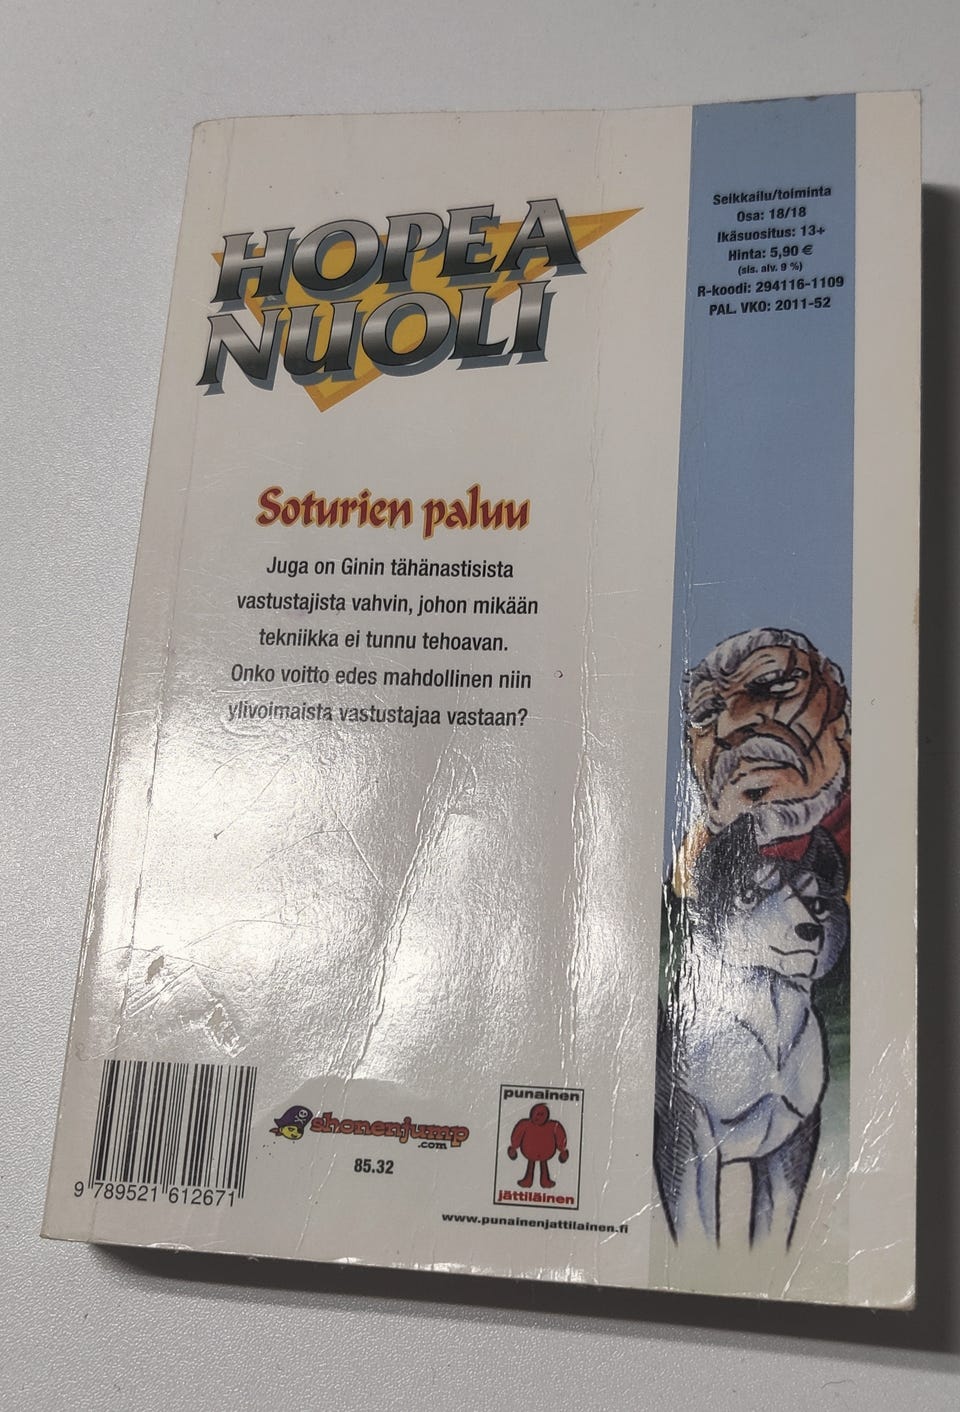 HOPEA
NUOLI
Seikkailu/toiminta
Osa: 18/18
Ikäsuositus: 13+
Hinta: 5,90 €
(sis. alv. 9 %)
R-koodi: 294116-1109
PAL. VKO: 2011-52
Soturien paluu
Juga on Ginin tähänastisista
vastustajista vahvin, johon mikään
tekniikka ei tunnu tehoavan.
Onko voitto edes mahdollinen niin
ylivoimaista vastustajaa vastaan?
9 789521 612671
shonenjump
.com
85.32
punainen
jättiläinen
www.punainenjattilainen.fi